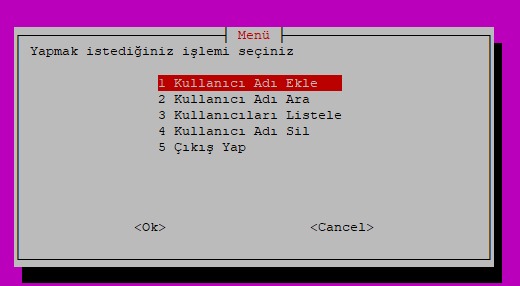 Menü
Yapmak istediğiniz işlemi seçiniz
1 Kullanıcı Adı Ekle
2 Kullanıcı Adı Ara
3 Kullanıcıları Listele
4 Kullanıcı Adı Sil
5 Çıkış Yap
<Ok> <Cancel>